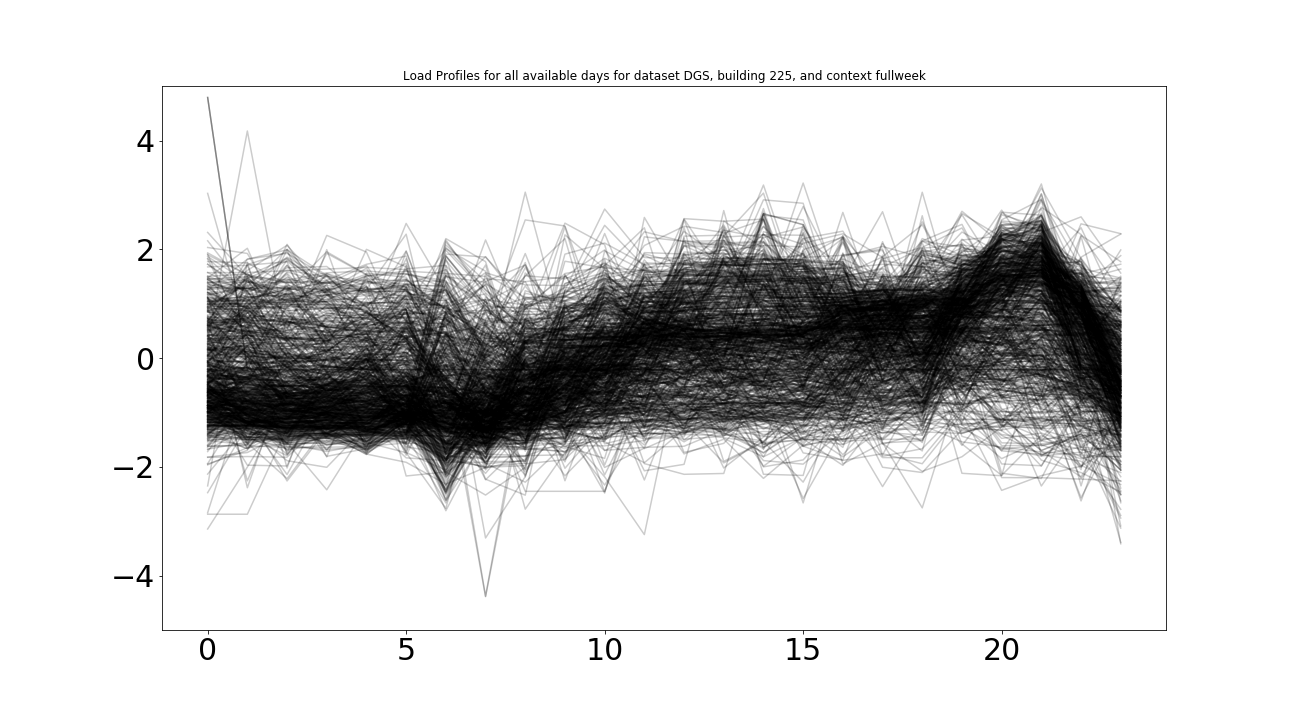 Load Profiles for all available days for dataset DGS, building 225, and context fullweek
4
2
0
−2
−4
0 5 10 15 20